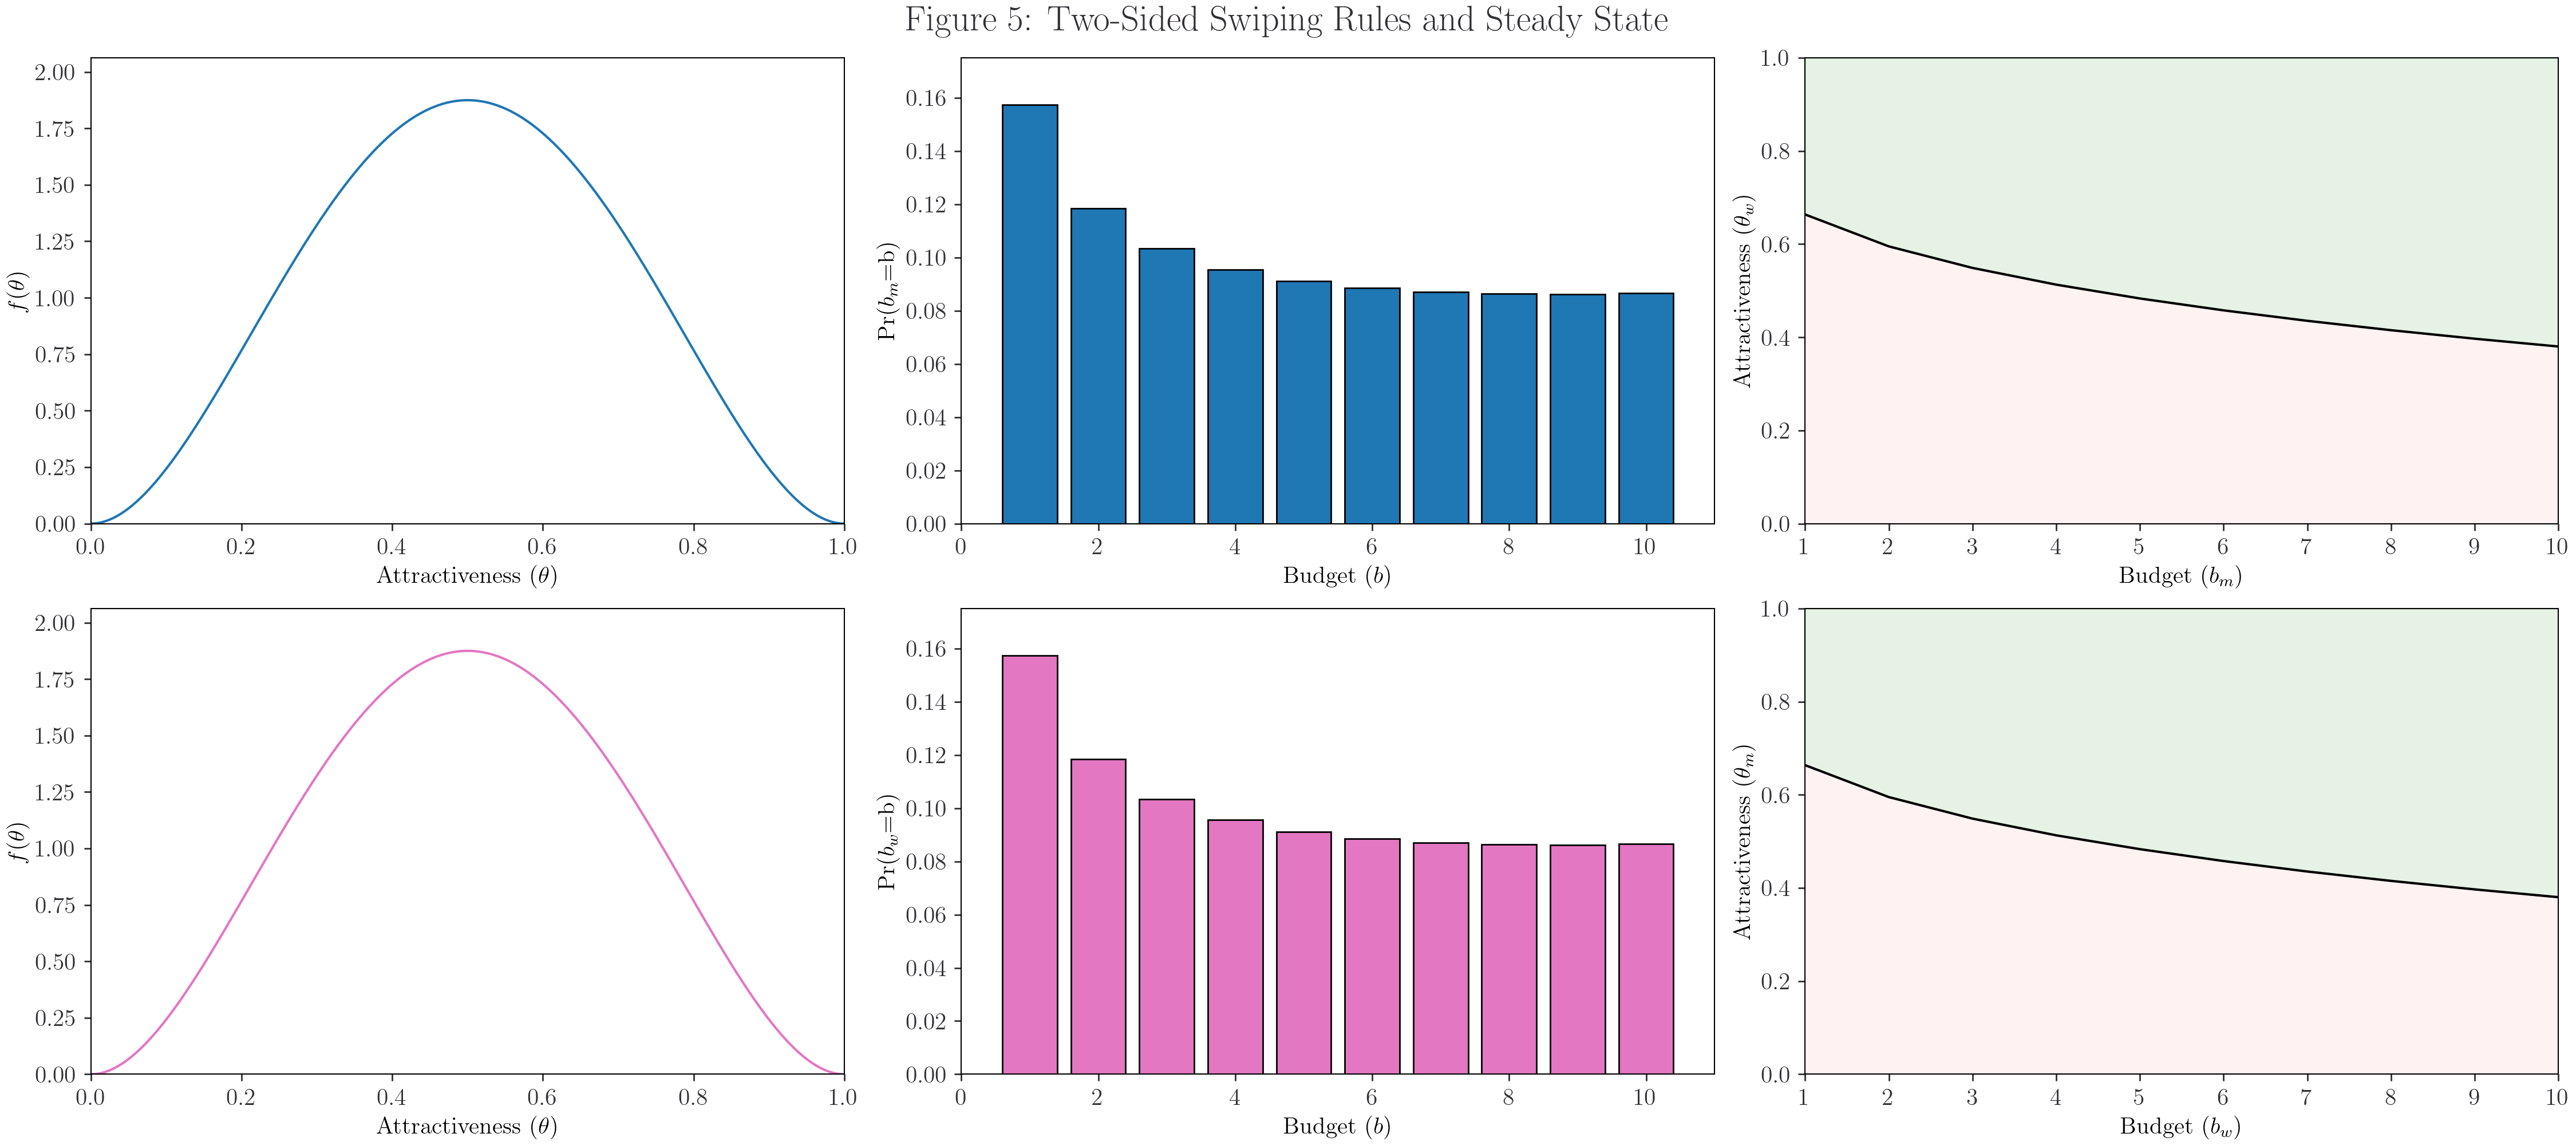 Figure 5: Two-Sided Swiping Rules and Steady State
2.00
1.75
1.50
1.25
1.00
0.75
0.50
0.25
0.00
f(θ)
0.0 0.2 0.4 0.6 0.8 1.0
Attractiveness (θ)
0.16
0.14
0.12
0.10
0.08
0.06
0.04
0.02
0.00
Pr(b_m=b)
0 2 4 6 8 10
Budget (b)
1.0
0.8
0.6
0.4
0.2
0.0
Attractiveness (θ_w)
1 2 3 4 5 6 7 8 9 10
Budget (b_m)
2.00
1.75
1.50
1.25
1.00
0.75
0.50
0.25
0.00
f(θ)
0.0 0.2 0.4 0.6 0.8 1.0
Attractiveness (θ)
0.16
0.14
0.12
0.10
0.08
0.06
0.04
0.02
0.00
Pr(b_w=b)
0 2 4 6 8 10
Budget (b)
1.0
0.8
0.6
0.4
0.2
0.0
Attractiveness (θ_m)
1 2 3 4 5 6 7 8 9 10
Budget (b_w)